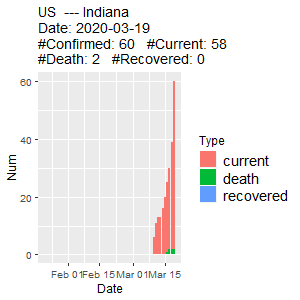 US --- Indiana
Date: 2020-03-19
#Confirmed: 60 #Current: 58
#Death: 2 #Recovered: 0
60
40
20
0
Num
Feb 01 Feb 15 Mar 01 Mar 15
Date
Type
current
death
recovered